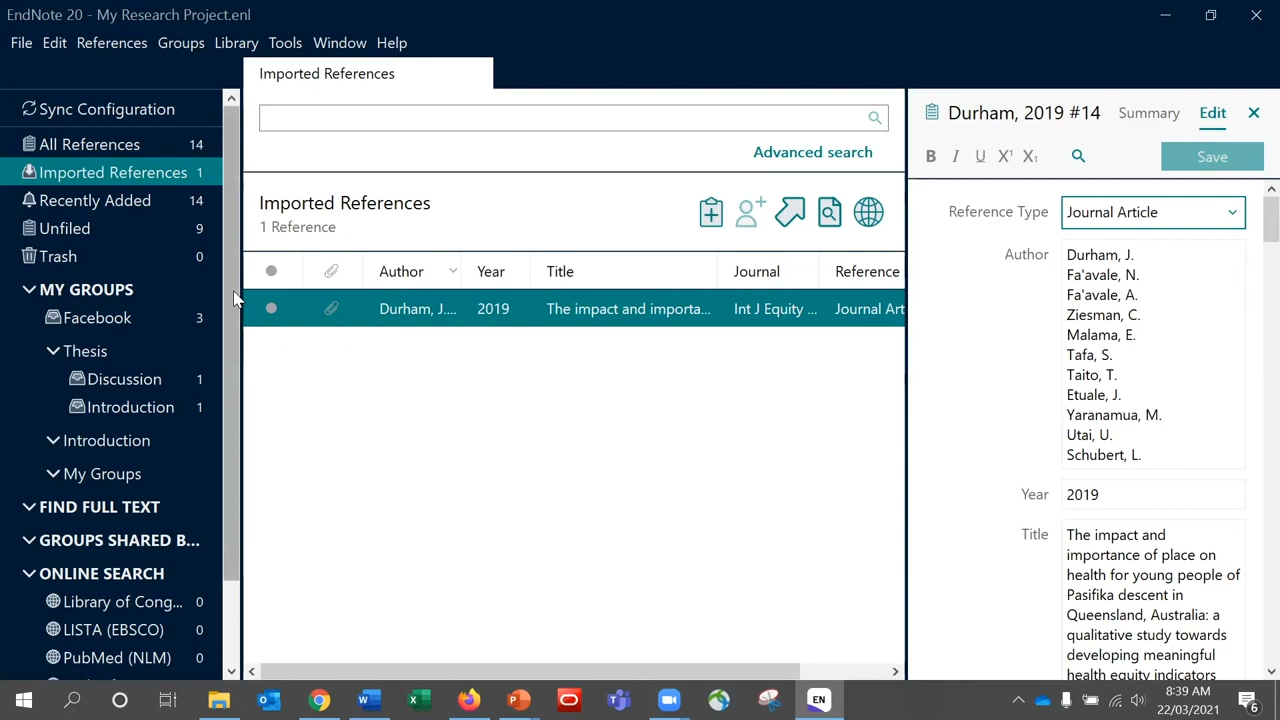 EndNote 20 - My Research Project.enl
File Edit References Groups Library Tools Window Help
Sync Configuration
All References 14
Imported References 1
Recently Added 14
Unfiled 9
Trash 0
MY GROUPS
Facebook 3
Thesis
Discussion 1
Introduction 1
Introduction
My Groups
FIND FULL TEXT
GROUPS SHARED B...
ONLINE SEARCH
Library of Cong... 0
LISTA (EBSCO) 0
PubMed (NLM) 0
Imported References
Advanced search
Imported References
1 Reference
Author Year Title Journal Reference
Durham, J.... 2019 The impact and importa... Int J Equity ... Journal Art
Durham, 2019 #14 Summary Edit
B I U X¹ X₁ Save
Reference Type Journal Article
Author Durham, J.
Fa'avale, N.
Fa'avale, A.
Ziesman, C.
Malama, E.
Tafa, S.
Taito, T.
Etuale, J.
Yaranamua, M.
Utai, U.
Schubert, L.
Year 2019
Title The impact and
importance of place on
health for young people of
Pasifika descent in
Queensland, Australia: a
qualitative study towards
developing meaningful
health equity indicators
EN
8:39 AM
22/03/2021
6